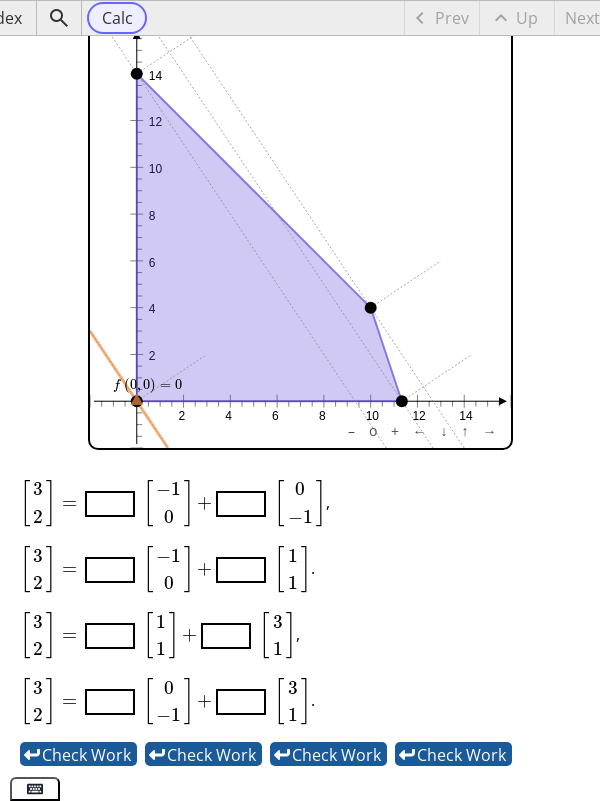 dex Calc Prev Up Next
14
12
10
8
6
4
2
f (0,0) = 0
2 4 6 8 10 12 14
− o + ← ↓ ↑ →
[3 2] = [−1 0] + [0 −1],
[3 2] = [−1 0] + [1 1].
[3 2] = [1 1] + [3 1],
[3 2] = [0 −1] + [3 1].
Check Work Check Work Check Work Check Work